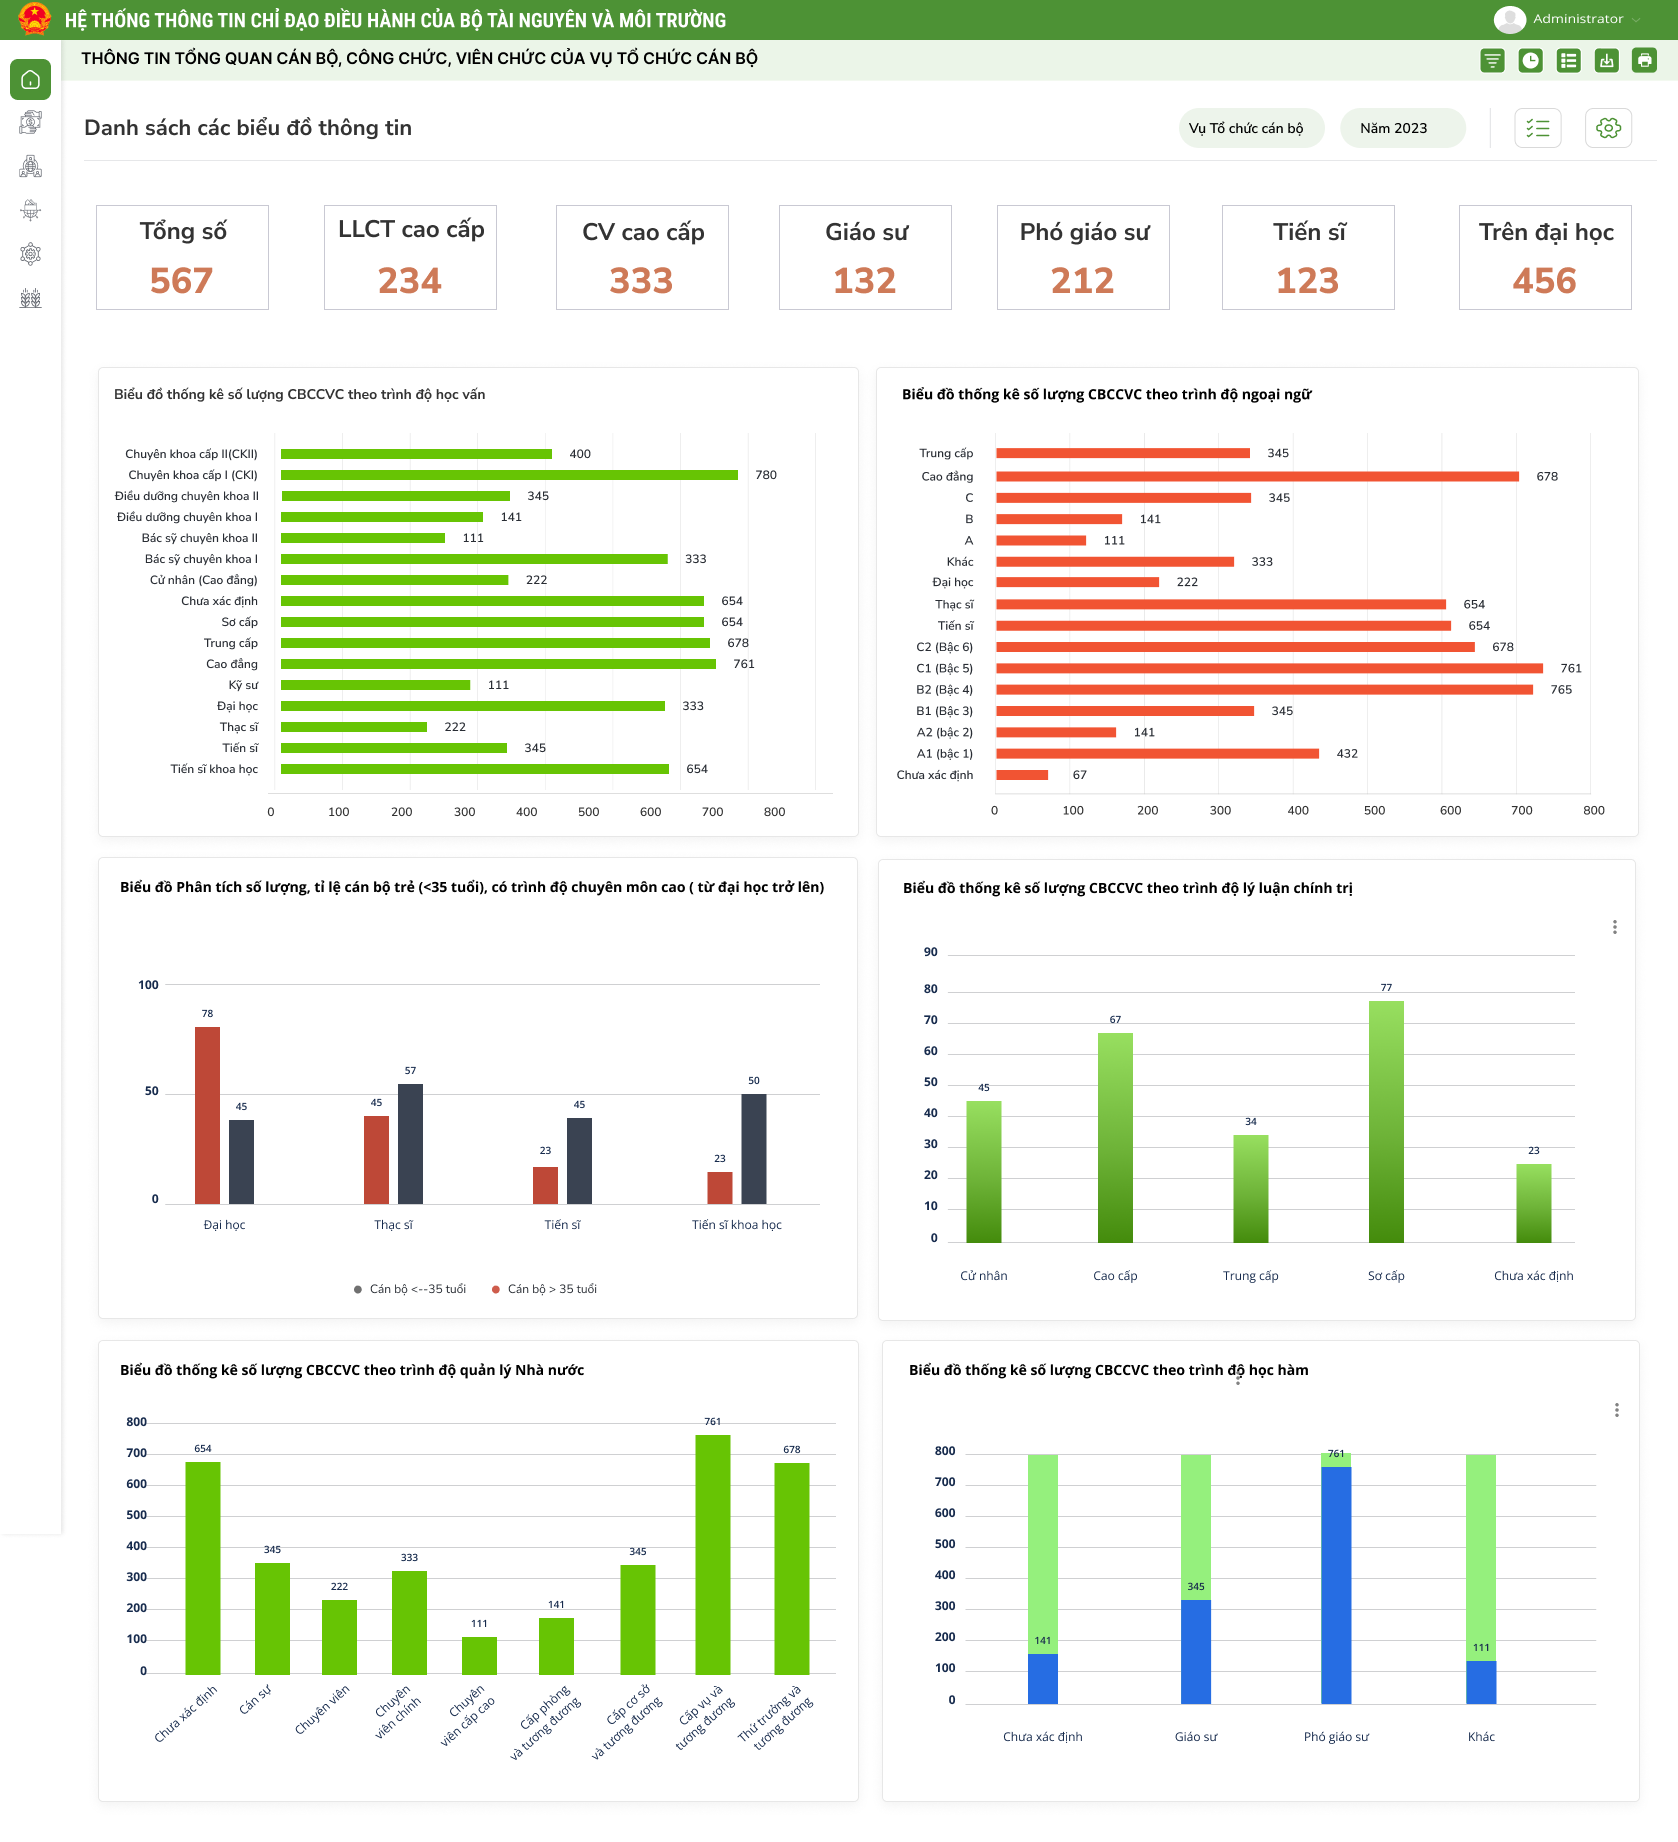 HỆ THỐNG THÔNG TIN CHỈ ĐẠO ĐIỀU HÀNH CỦA BỘ TÀI NGUYÊN VÀ MÔI TRƯỜNG
Administrator
THÔNG TIN TỔNG QUAN CÁN BỘ, CÔNG CHỨC, VIÊN CHỨC CỦA VỤ TỔ CHỨC CÁN BỘ
Danh sách các biểu đồ thông tin
Vụ Tổ chức cán bộ
Năm 2023
Tổng số
567
LLCT cao cấp
234
CV cao cấp
333
Giáo sư
132
Phó giáo sư
212
Tiến sĩ
123
Trên đại học
456
Biểu đồ thống kê số lượng CBCCVC theo trình độ học vấn
Chuyên khoa cấp II(CKII) 400
Chuyên khoa cấp I (CKI) 780
Điều dưỡng chuyên khoa II 345
Điều dưỡng chuyên khoa I 141
Bác sỹ chuyên khoa II 111
Bác sỹ chuyên khoa I 333
Cử nhân (Cao đẳng) 222
Chưa xác định 654
Sơ cấp 654
Trung cấp 678
Cao đẳng 761
Kỹ sư 111
Đại học 333
Thạc sĩ 222
Tiến sĩ 345
Tiến sĩ khoa học 654
0 100 200 300 400 500 600 700 800
Biểu đồ thống kê số lượng CBCCVC theo trình độ ngoại ngữ
Trung cấp 345
Cao đẳng 678
C 345
B 141
A 111
Khác 333
Đại học 222
Thạc sĩ 654
Tiến sĩ 654
C2 (Bậc 6) 678
C1 (Bậc 5) 761
B2 (Bậc 4) 765
B1 (Bậc 3) 345
A2 (bậc 2) 141
A1 (bậc 1) 432
Chưa xác định 67
0 100 200 300 400 500 600 700 800
Biểu đồ Phân tích số lượng, tỉ lệ cán bộ trẻ (<35 tuổi), có trình độ chuyên môn cao ( từ đại học trở lên)
100
50
0
78 45
45 57
23 45
23 50
Đại học Thạc sĩ Tiến sĩ Tiến sĩ khoa học
Cán bộ <--35 tuổi Cán bộ > 35 tuổi
Biểu đồ thống kê số lượng CBCCVC theo trình độ lý luận chính trị
90
80
70
60
50
40
30
20
10
0
45 67 34 77 23
Cử nhân Cao cấp Trung cấp Sơ cấp Chưa xác định
Biểu đồ thống kê số lượng CBCCVC theo trình độ quản lý Nhà nước
800
700
600
500
400
300
200
100
0
654 345 222 333 111 141 345 761 678
Chưa xác định
Cán sự
Chuyên viên
Chuyên
viên chính
Chuyên
viên cấp cao
Cấp phòng
và tương đương
Cấp cơ sở
và tương đương
Cấp vụ và
tương đương
Thứ trưởng và
tương đương
Biểu đồ thống kê số lượng CBCCVC theo trình độ học hàm
800
700
600
500
400
300
200
100
0
141 345 761 111
Chưa xác định Giáo sư Phó giáo sư Khác